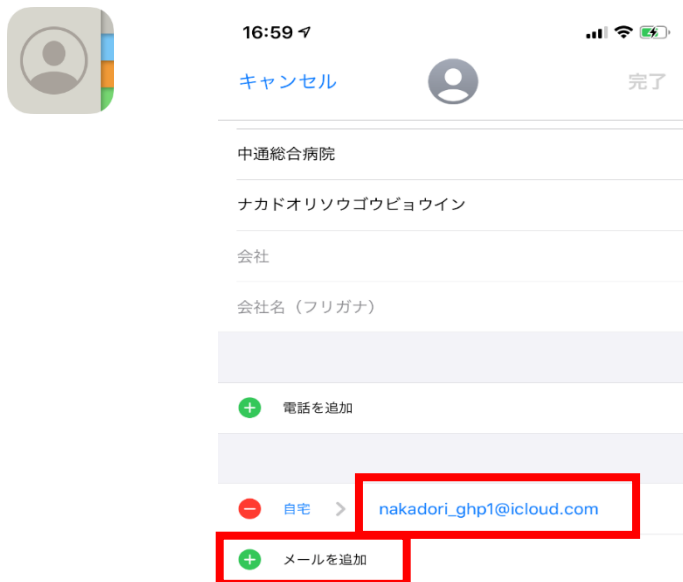 16:59
キャンセル
完了
中通総合病院
ナカドオリソウゴウビョウイン
会社
会社名（フリガナ）
電話を追加
自宅
nakadori_ghp1@icloud.com
メールを追加